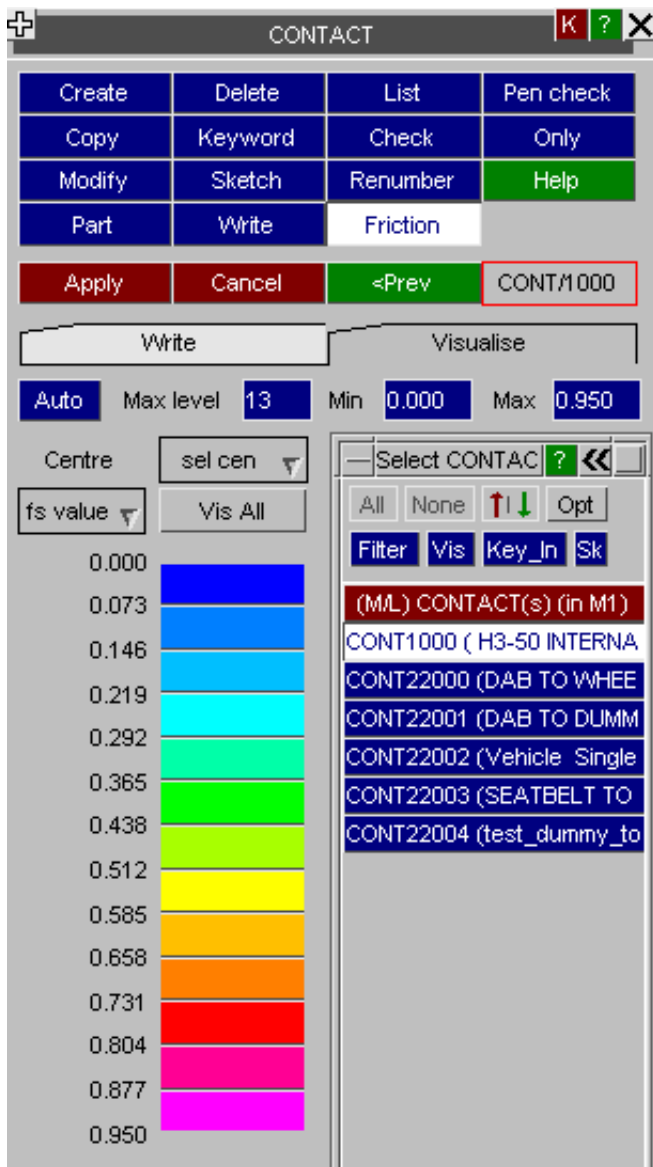 CONTACT K ? X
Create Delete List Pen check
Copy Keyword Check Only
Modify Sketch Renumber Help
Part Write Friction
Apply Cancel <Prev CONT/1000
Write Visualise
Auto Max level 13 Min 0.000 Max 0.950
Centre sel cen
fs value Vis All
0.000
0.073
0.146
0.219
0.292
0.365
0.438
0.512
0.585
0.658
0.731
0.804
0.877
0.950
Select CONTAC ? <<
All None Opt
Filter Vis Key_In Sk
(M/L) CONTACT(s) (in M1)
CONT1000 ( H3-50 INTERNA
CONT22000 (DAB TO WHEE
CONT22001 (DAB TO DUMM
CONT22002 (Vehicle Single
CONT22003 (SEATBELT TO
CONT22004 (test_dummy_to